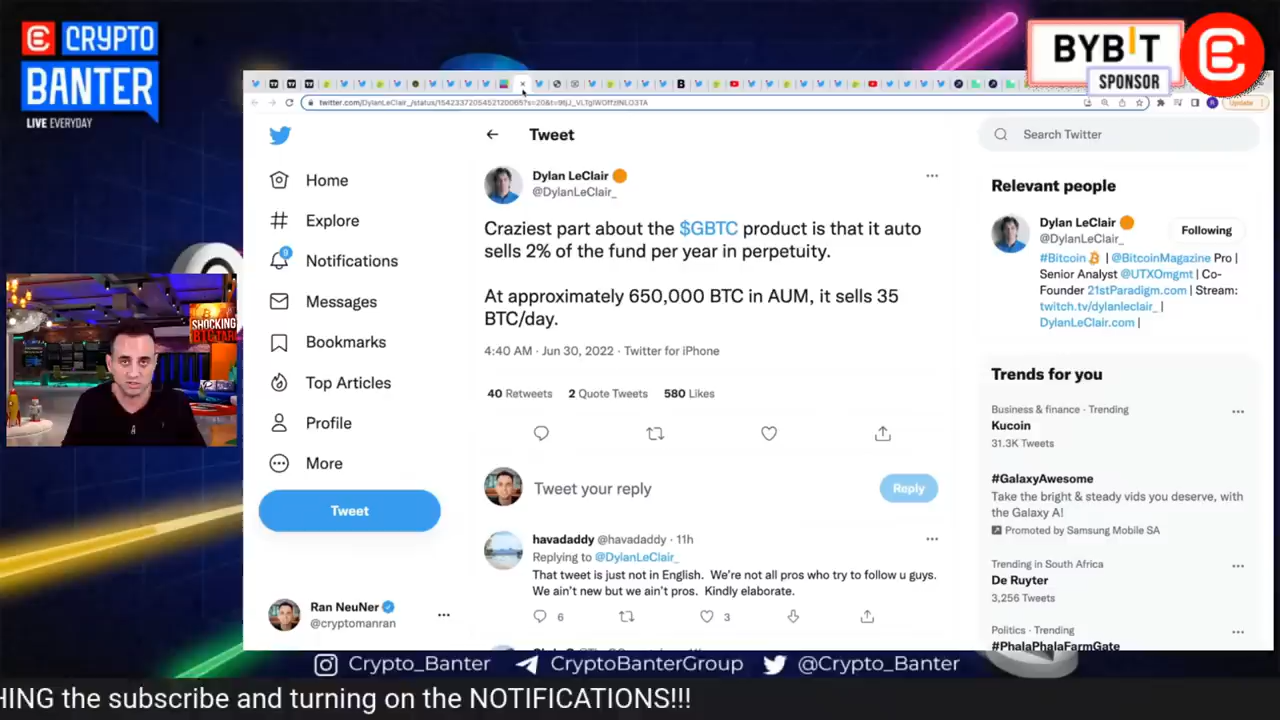 CRYPTO
BANTER
LIVE EVERYDAY
BYBIT
SPONSOR
Update
Home
Explore
9
Notifications
Messages
Bookmarks
Top Articles
Profile
More
Tweet
Ran NeuNer
@cryptomanran
Tweet
Dylan LeClair
@DylanLeClair_
Craziest part about the $GBTC product is that it auto
sells 2% of the fund per year in perpetuity.
At approximately 650,000 BTC in AUM, it sells 35
BTC/day.
4:40 AM · Jun 30, 2022 · Twitter for iPhone
40 Retweets 2 Quote Tweets 580 Likes
Tweet your reply
Reply
havadaddy @havadaddy · 11h
Replying to @DylanLeClair_
That tweet is just not in English. We're not all pros who try to follow u guys.
We ain't new but we ain't pros. Kindly elaborate.
6 3
Search Twitter
Relevant people
Dylan LeClair
@DylanLeClair_
Following
#Bitcoin | @BitcoinMagazine Pro |
Senior Analyst @UTXOmgmt | Co-
Founder 21stParadigm.com | Stream:
twitch.tv/dylanleclair_ |
DylanLeClair.com |
Trends for you
Business & finance · Trending
Kucoin
31.3K Tweets
#GalaxyAwesome
Take the bright & steady vids you deserve, with
the Galaxy A!
Promoted by Samsung Mobile SA
Trending in South Africa
De Ruyter
3,256 Tweets
Politics · Trending
#PhalaPhalaFarmGate
SHOCKING
Crypto_Banter CryptoBanterGroup @Crypto_Banter
HING the subscribe and turning on the NOTIFICATIONS!!!